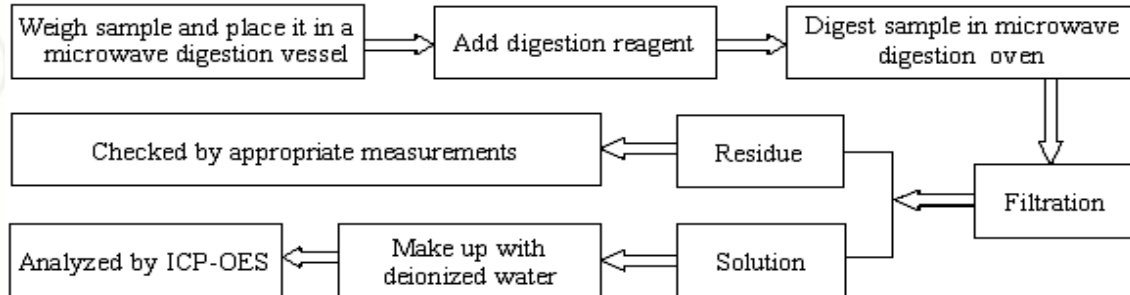 Weigh sample and place it in a
microwave digestion vessel
Add digestion reagent
Digest sample in microwave
digestion oven
Filtration
Residue
Checked by appropriate measurements
Solution
Make up with
deionized water
Analyzed by ICP-OES